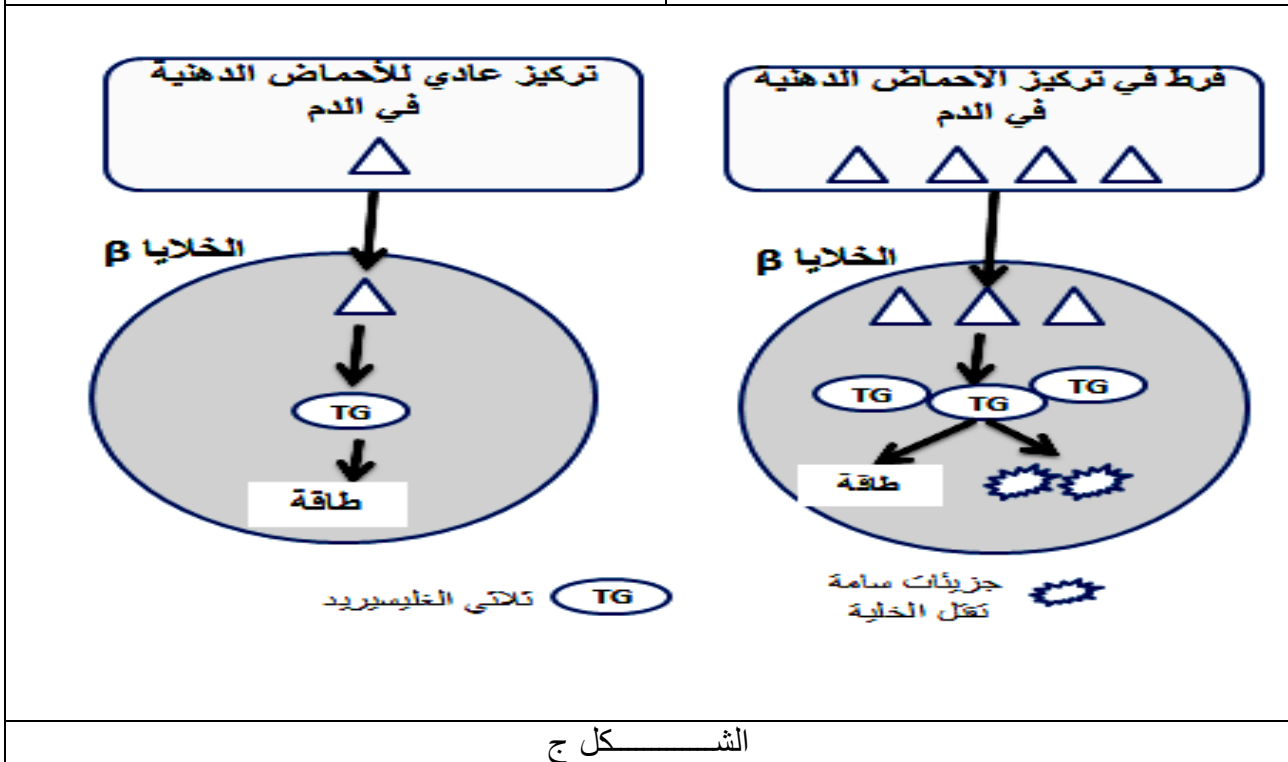 فرط في تركيز الأحماض الدهنية
في الدم
تركيز عادي للأحماض الدهنية
في الدم
الخلايا β
الخلايا β
TG
TG
TG
TG
طاقة
طاقة
جزيئات سامة
تقتل الخلية
TG
ثلاثي الغليسيريد
الشـــــــــكل ج